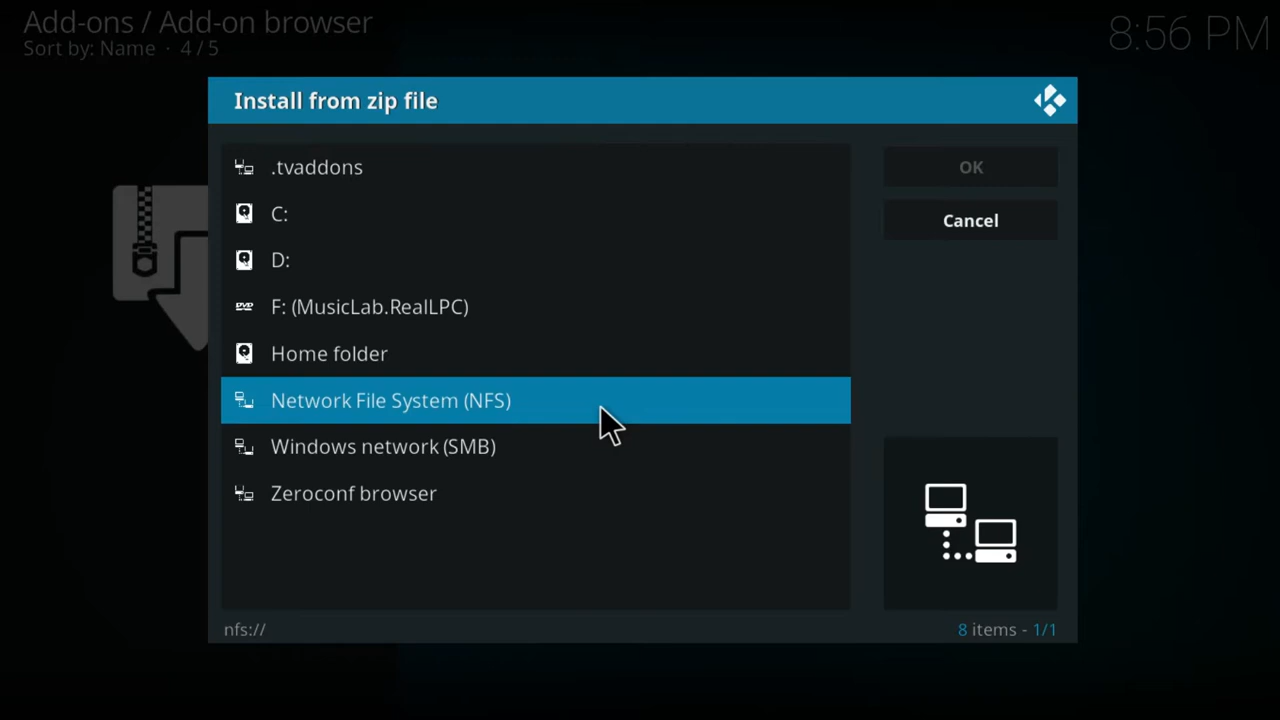 Add-ons / Add-on browser
Sort by: Name · 4 / 5
8:56 PM
Install from zip file
.tvaddons
C:
D:
F: (MusicLab.RealLPC)
Home folder
Network File System (NFS)
Windows network (SMB)
Zeroconf browser
OK
Cancel
nfs://
8 items - 1/1